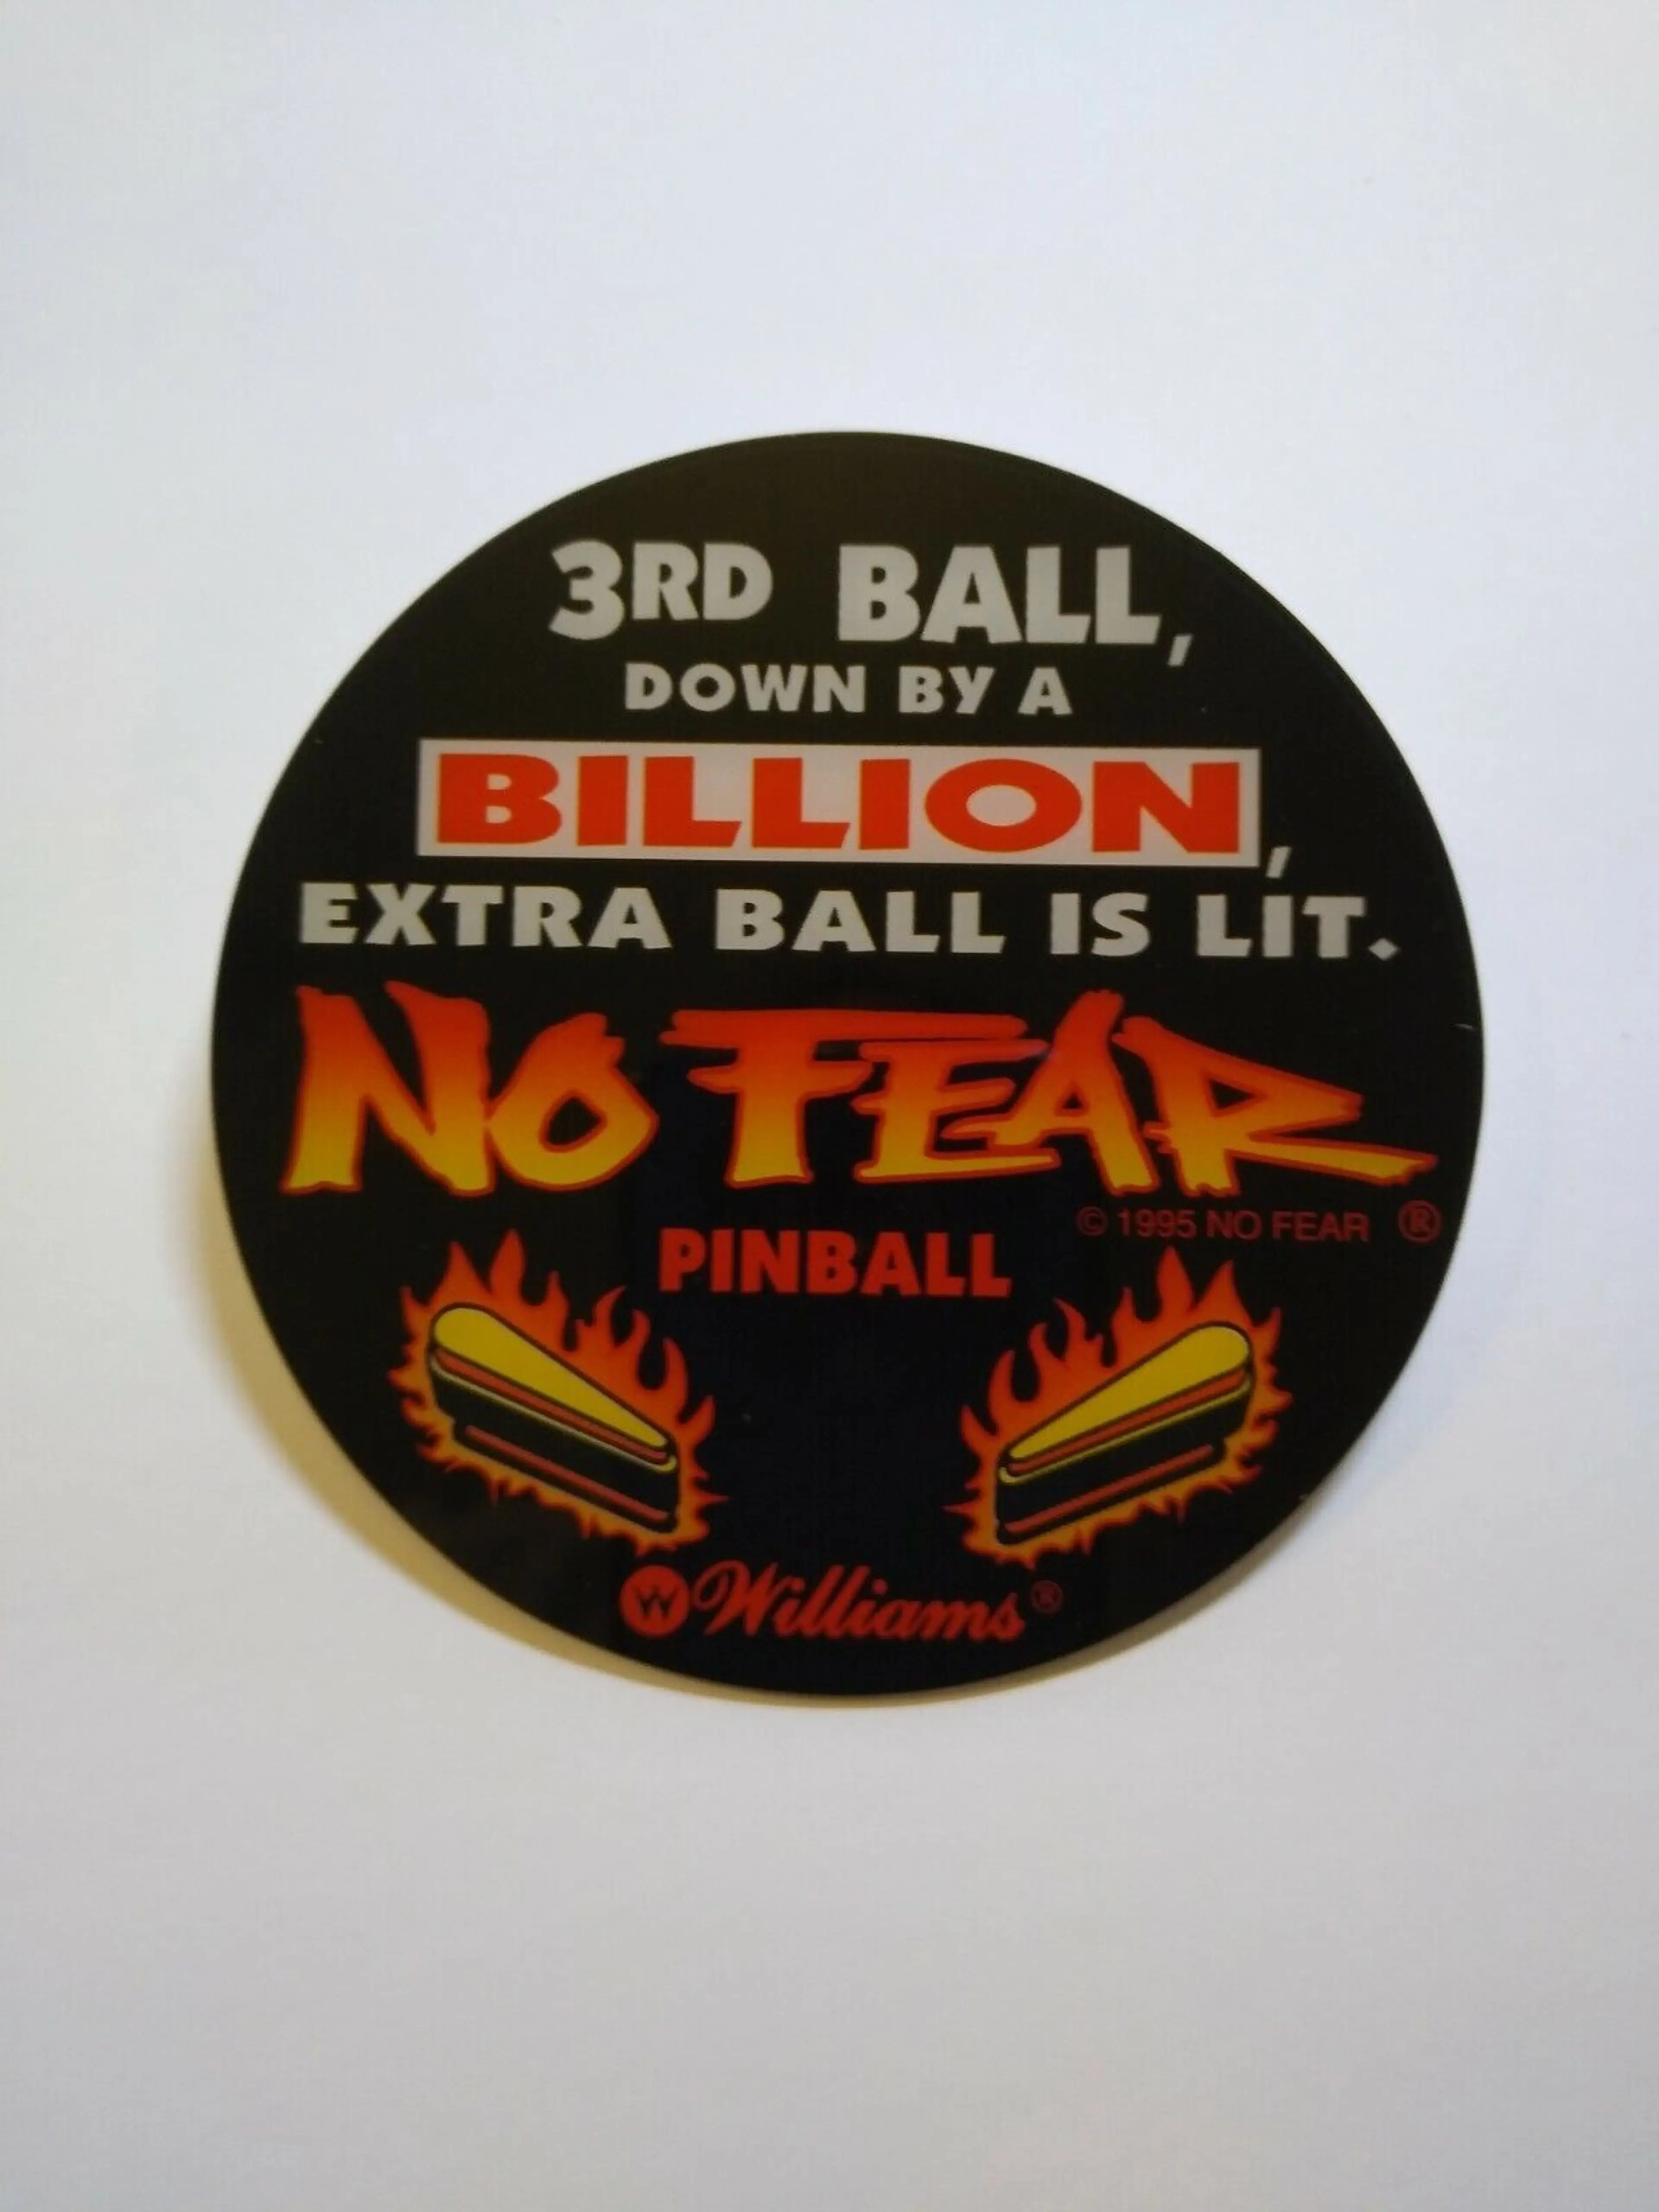 3RD BALL,
DOWN BY A
BILLION,
EXTRA BALL IS LIT.
NO FEAR
© 1995 NO FEAR ®
PINBALL
W Williams®